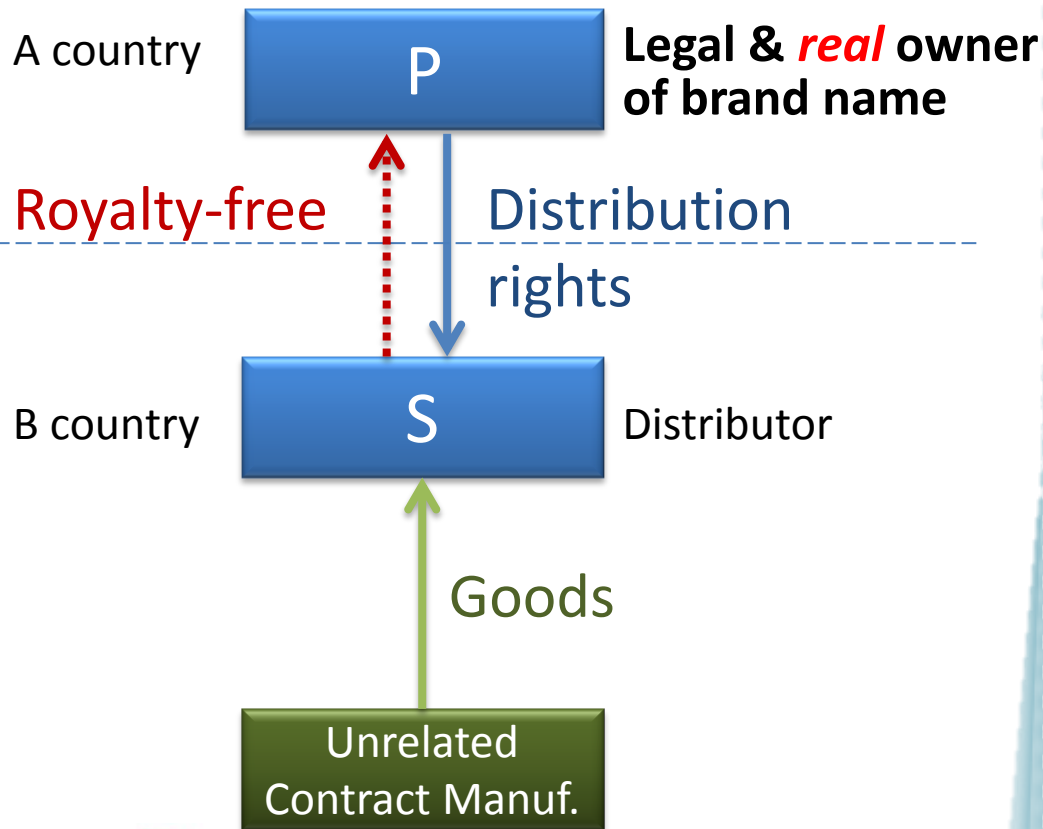 A country
P
Legal & real owner
of brand name
Royalty-free
Distribution
rights
B country
S
Distributor
Goods
Unrelated
Contract Manuf.